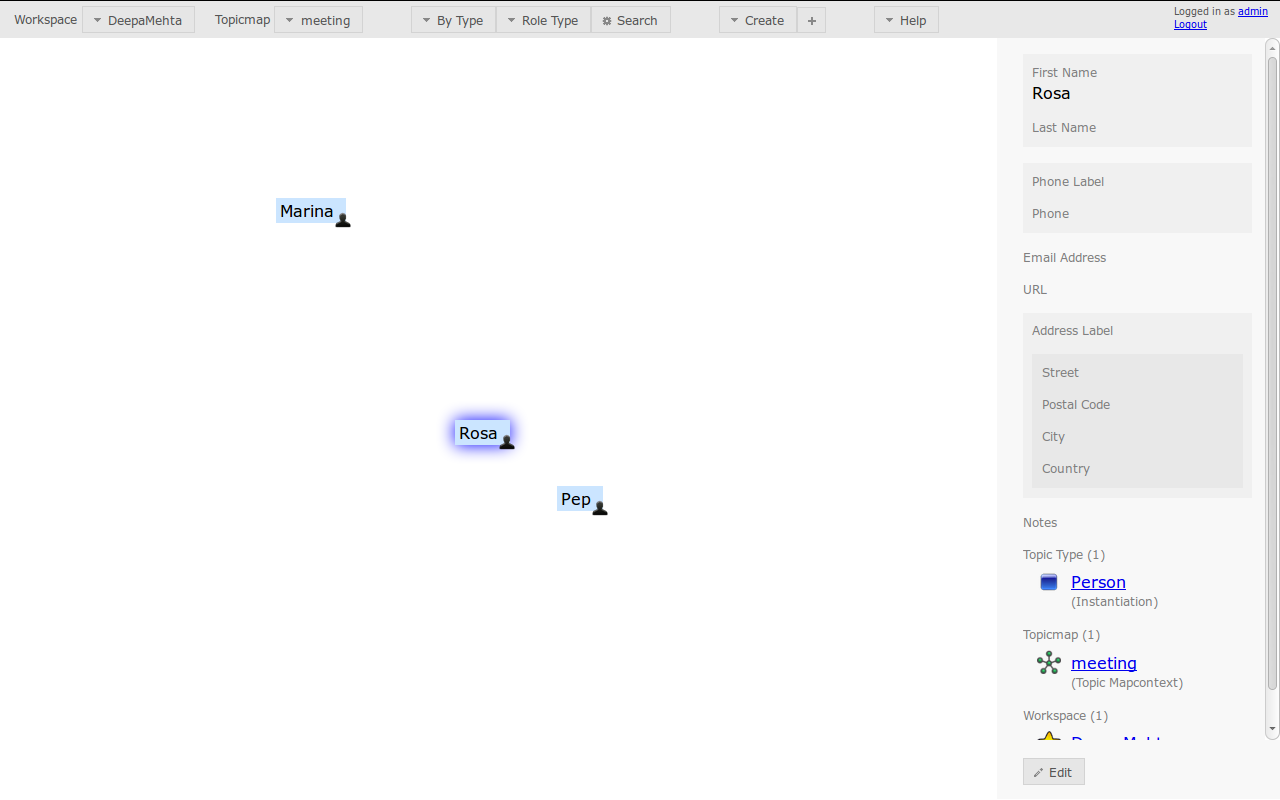 Workspace DeepaMehta Topicmap meeting By Type Role Type Search Create + Help
Logged in as admin
Logout
Marina
Rosa
Pep
First Name
Rosa
Last Name
Phone Label
Phone
Email Address
URL
Address Label
Street
Postal Code
City
Country
Notes
Topic Type (1)
Person
(Instantiation)
Topicmap (1)
meeting
(Topic Mapcontext)
Workspace (1)
Edit